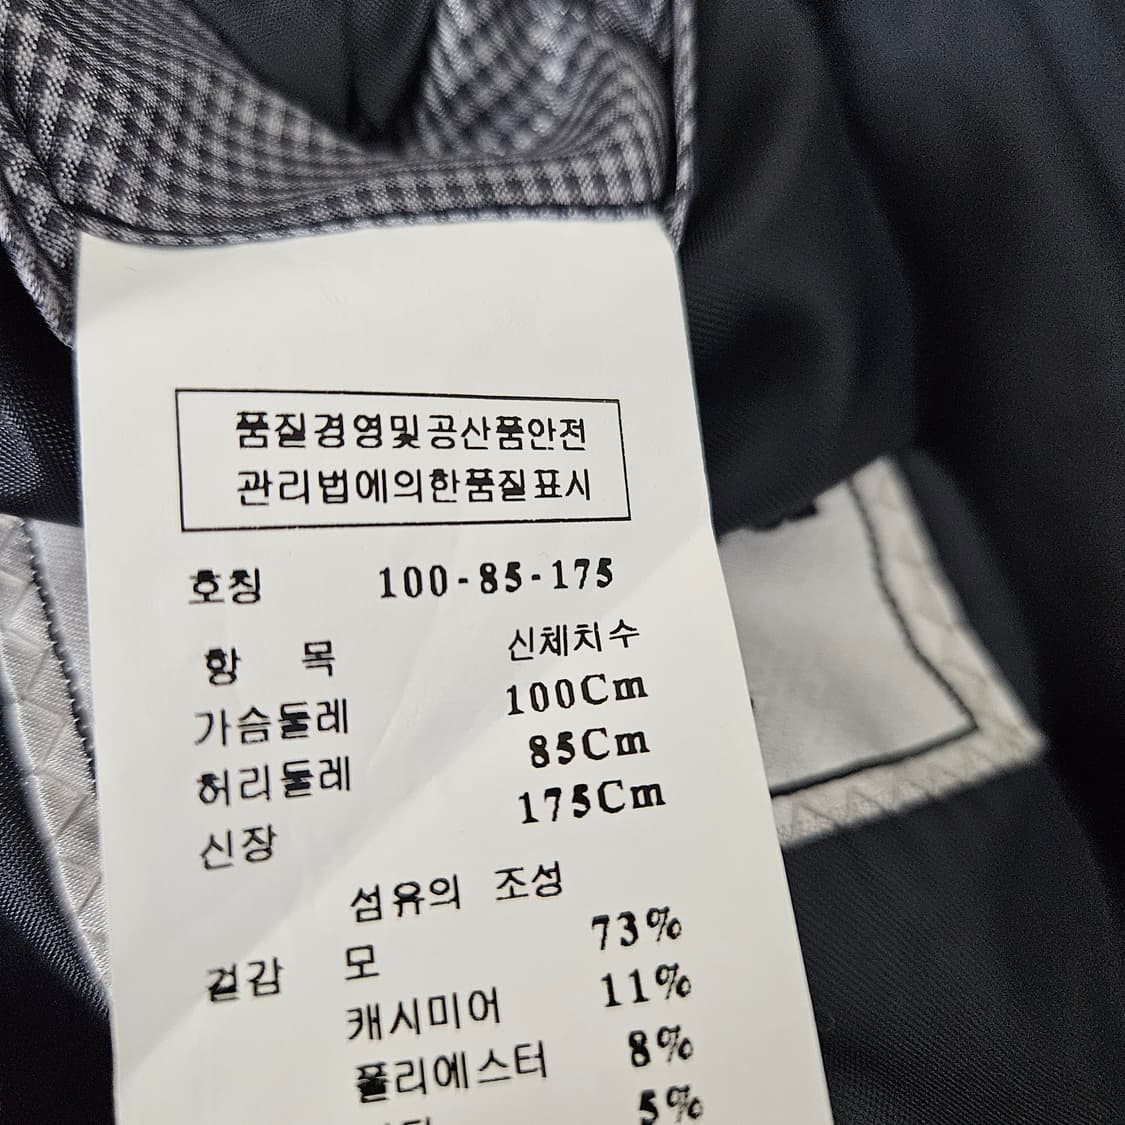 품질경영및공산품안전
관리법에의한품질표시
호칭 100-85-175
항 목 신체치수
가슴둘레 100Cm
허리둘레 85Cm
신장 175Cm
섬유의 조성
겉감 모 73%
캐시미어 11%
폴리에스터 8%
5%